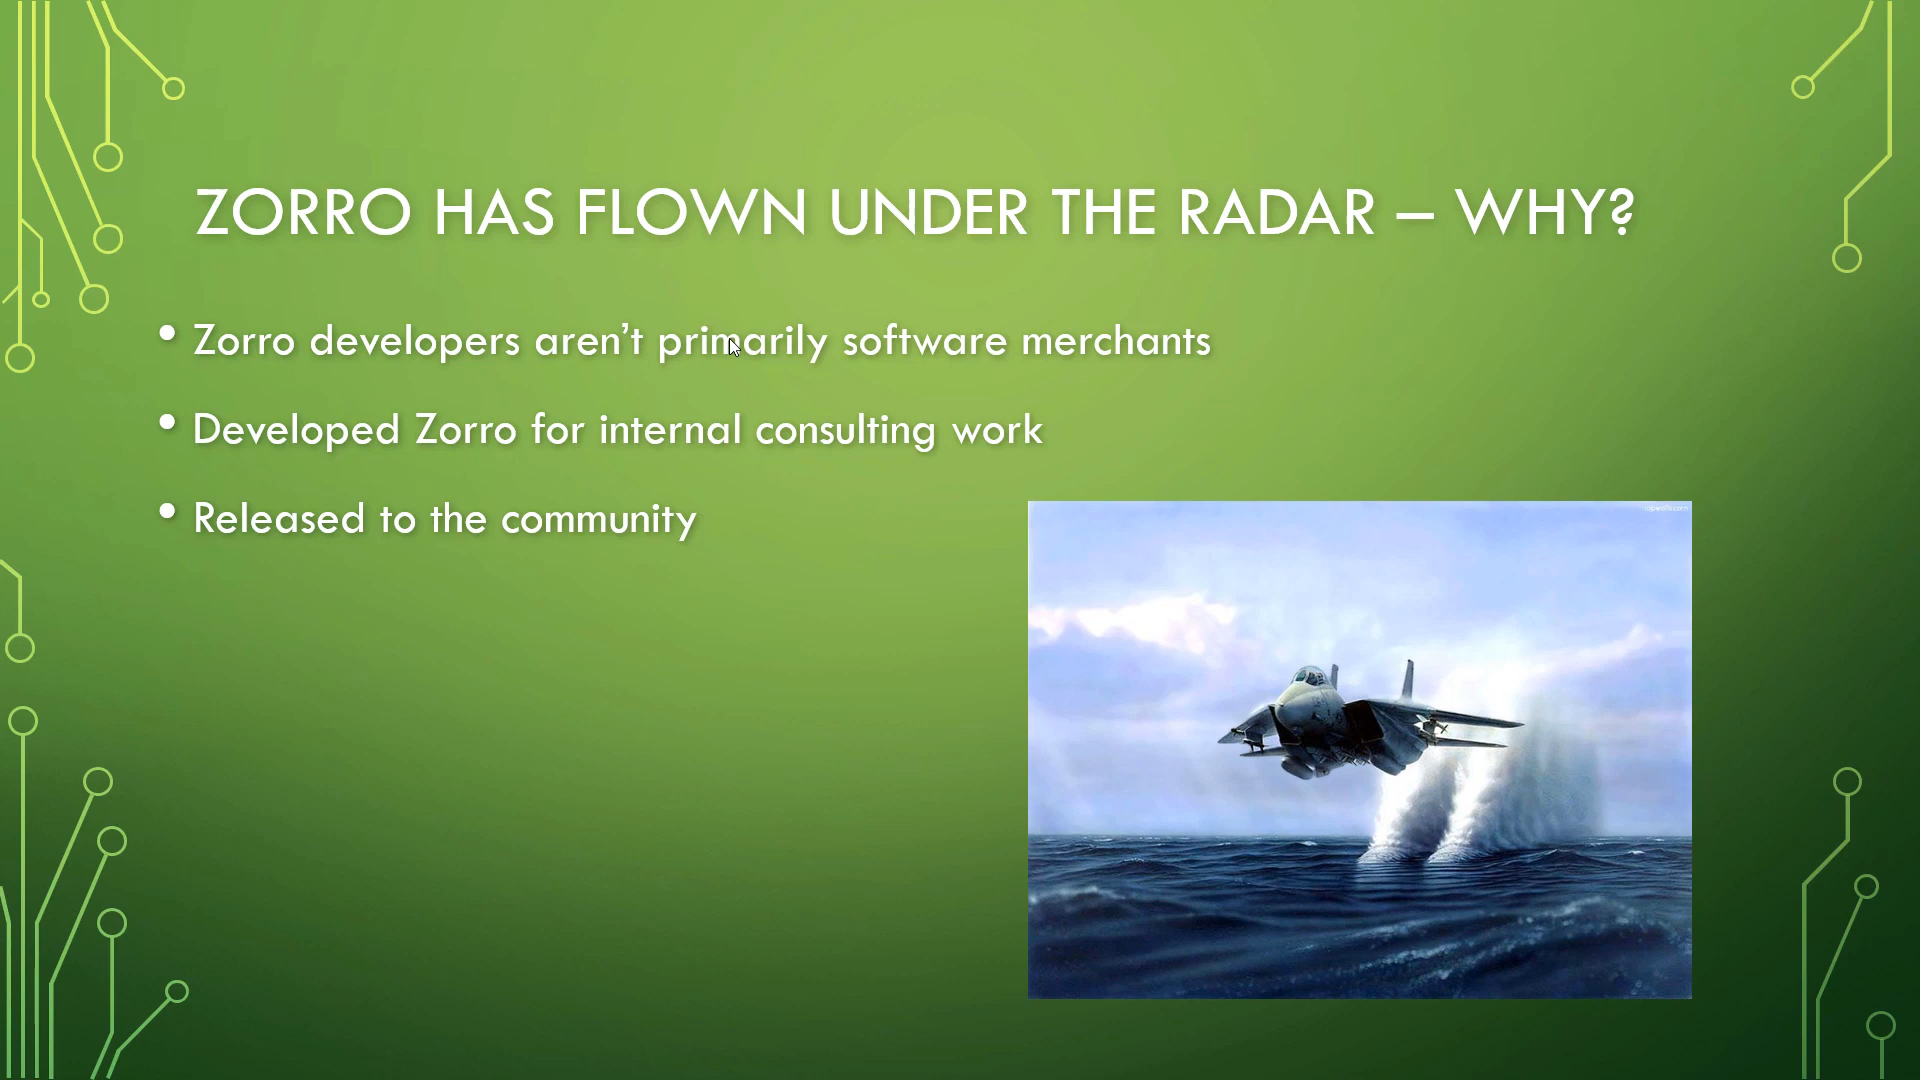 ZORRO HAS FLOWN UNDER THE RADAR – WHY?
• Zorro developers aren’t primarily software merchants
• Developed Zorro for internal consulting work
• Released to the community